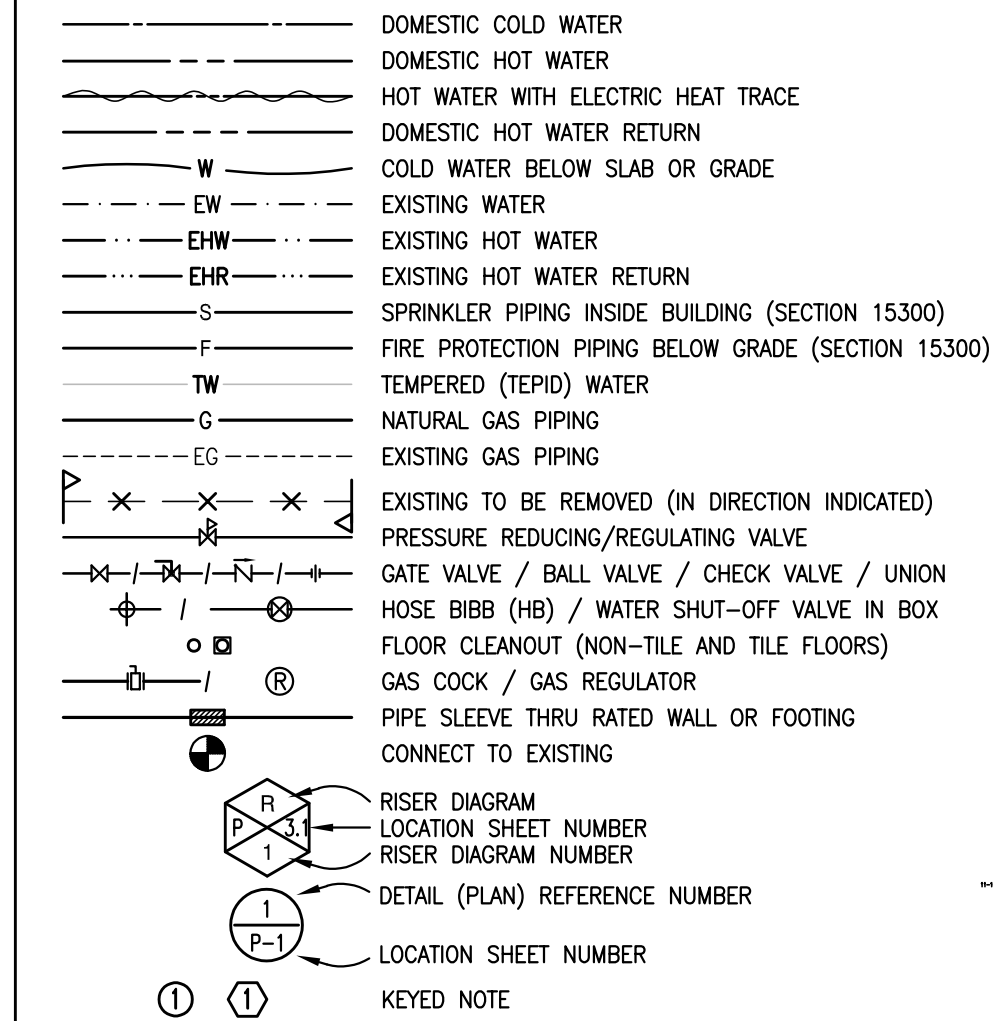 DOMESTIC COLD WATER
DOMESTIC HOT WATER
HOT WATER WITH ELECTRIC HEAT TRACE
DOMESTIC HOT WATER RETURN
W COLD WATER BELOW SLAB OR GRADE
EW EXISTING WATER
EHW EXISTING HOT WATER
EHR EXISTING HOT WATER RETURN
S SPRINKLER PIPING INSIDE BUILDING (SECTION 15300)
F FIRE PROTECTION PIPING BELOW GRADE (SECTION 15300)
TW TEMPERED (TEPID) WATER
G NATURAL GAS PIPING
EG EXISTING GAS PIPING
EXISTING TO BE REMOVED (IN DIRECTION INDICATED)
PRESSURE REDUCING/REGULATING VALVE
/ / / GATE VALVE / BALL VALVE / CHECK VALVE / UNION
/ HOSE BIBB (HB) / WATER SHUT-OFF VALVE IN BOX
FLOOR CLEANOUT (NON-TILE AND TILE FLOORS)
/ R GAS COCK / GAS REGULATOR
PIPE SLEEVE THRU RATED WALL OR FOOTING
CONNECT TO EXISTING
R RISER DIAGRAM
P 3.1 LOCATION SHEET NUMBER
1 RISER DIAGRAM NUMBER
1 DETAIL (PLAN) REFERENCE NUMBER
P-1 LOCATION SHEET NUMBER
1 1 KEYED NOTE